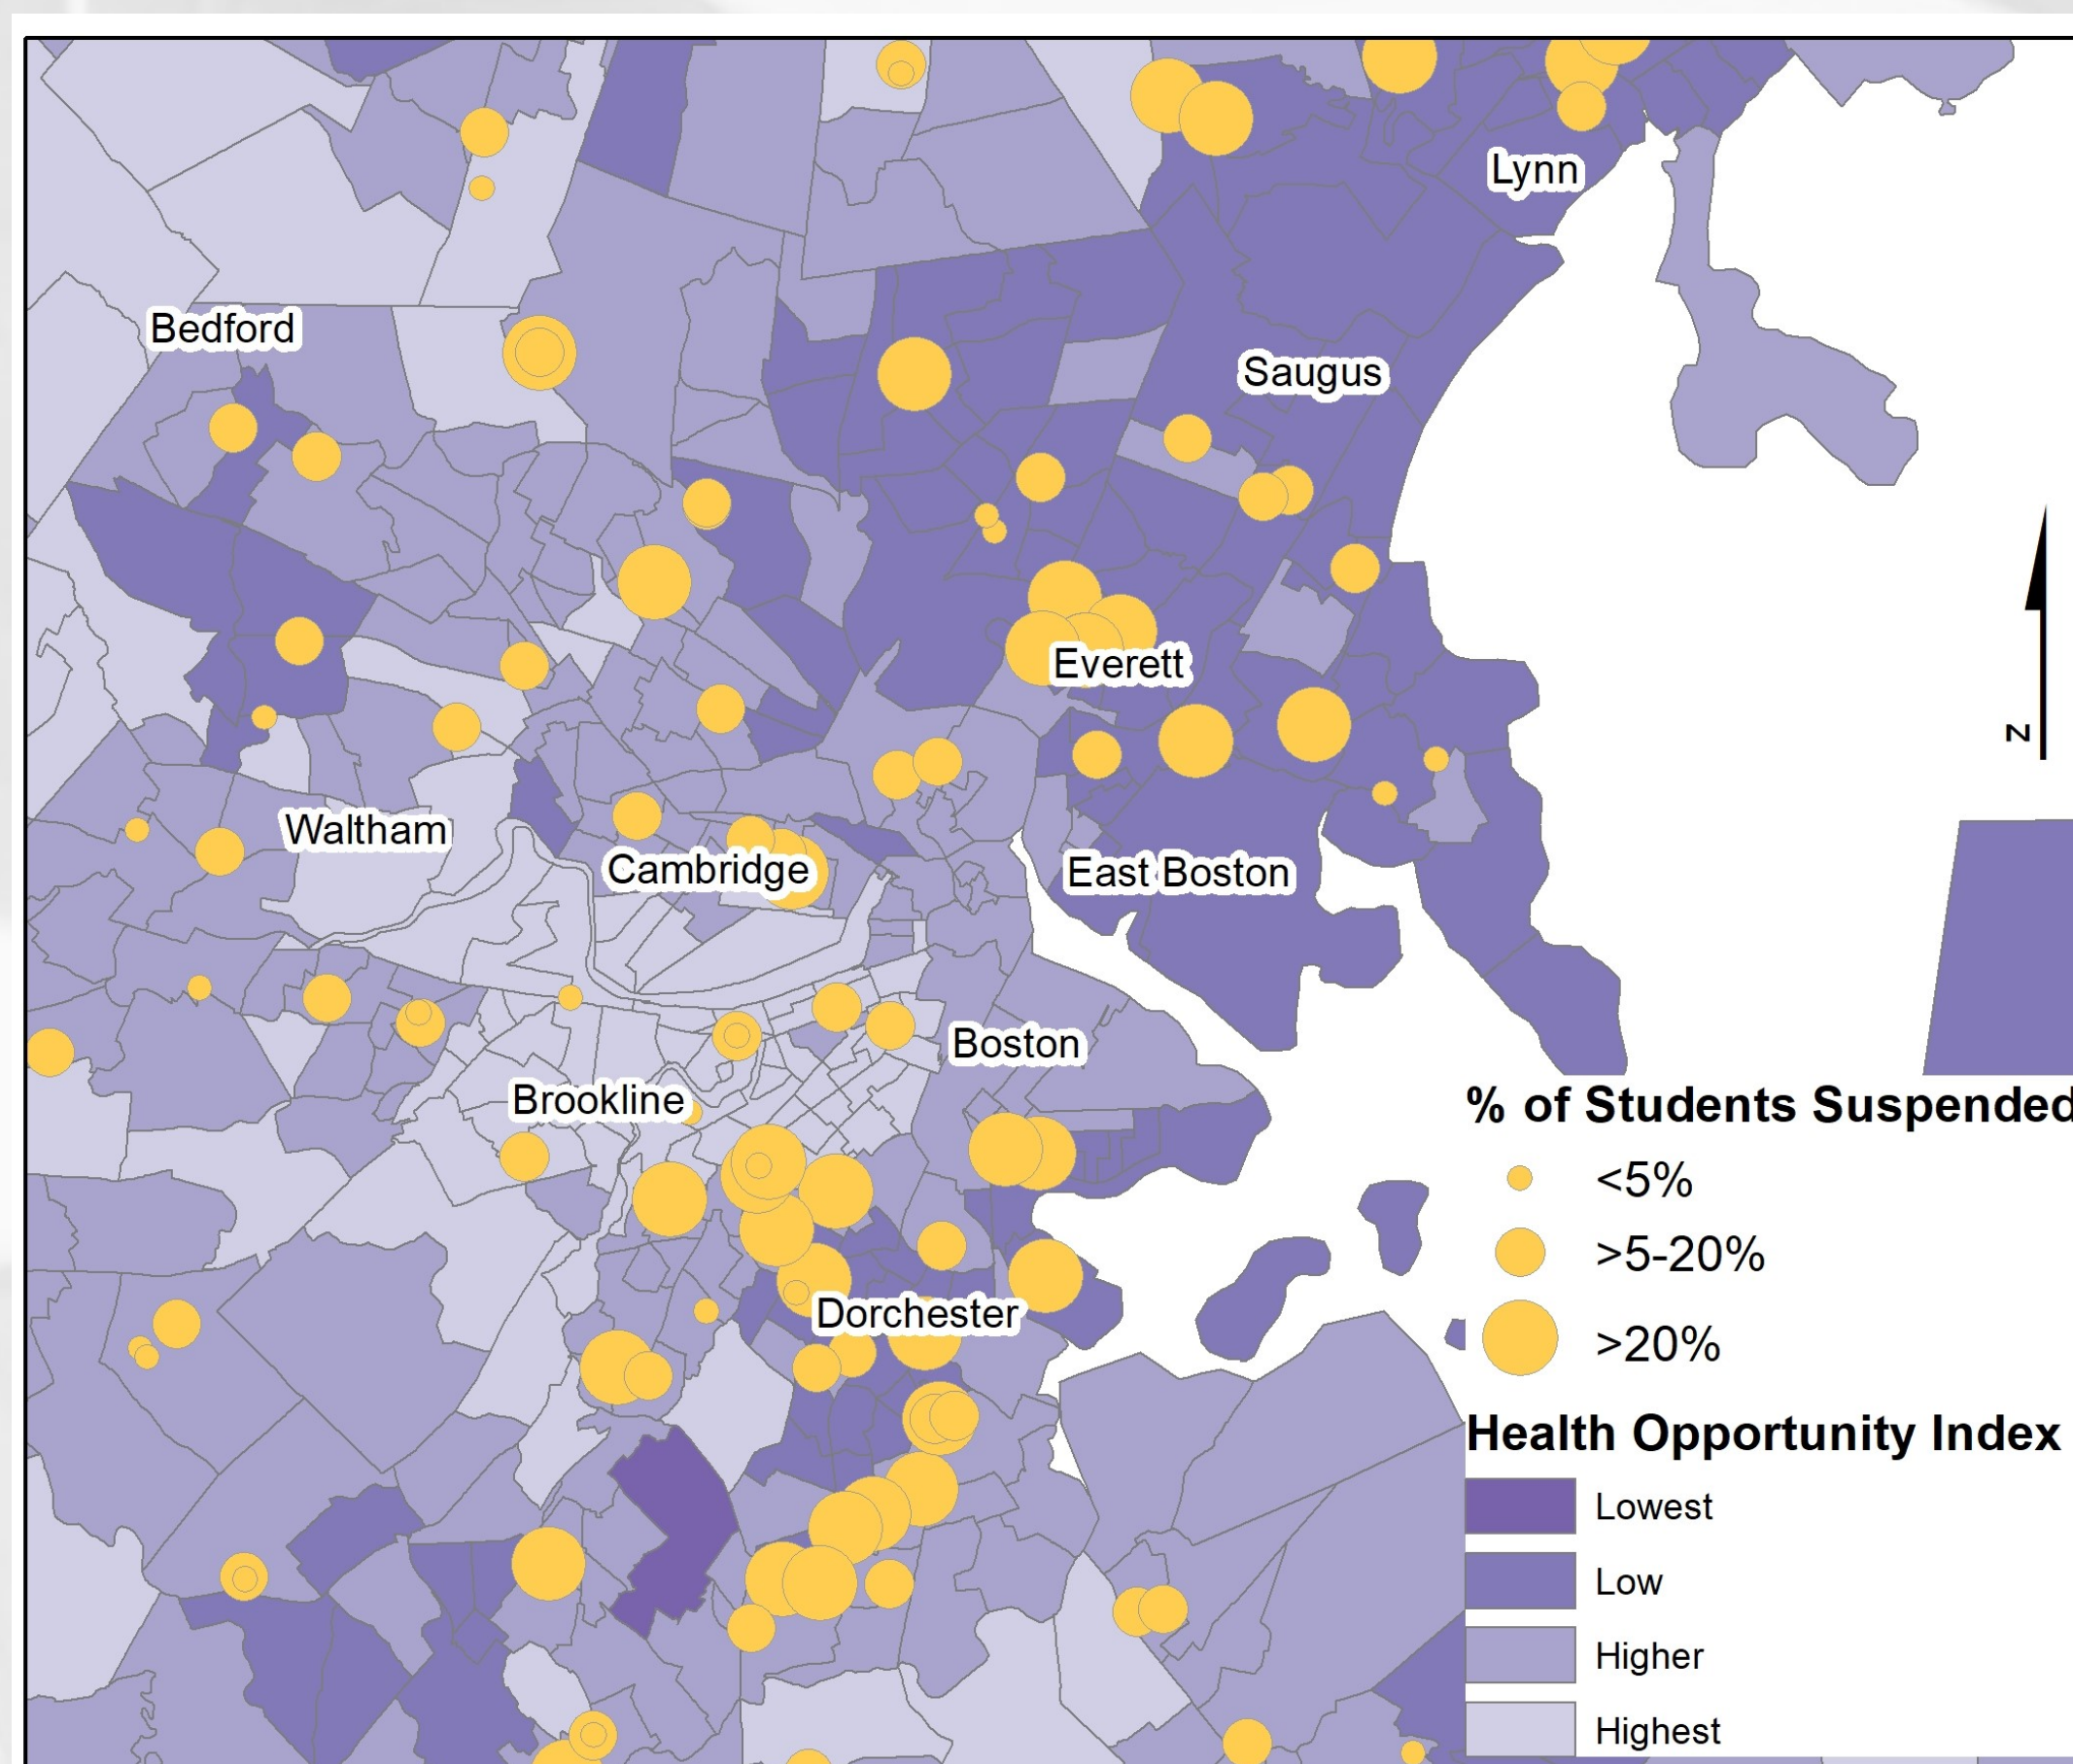 Lynn
Bedford
Saugus
Everett
Waltham
Cambridge
East Boston
Boston
Brookline
Dorchester
N
% of Students Suspended
<5%
>5-20%
>20%
Health Opportunity Index
Lowest
Low
Higher
Highest